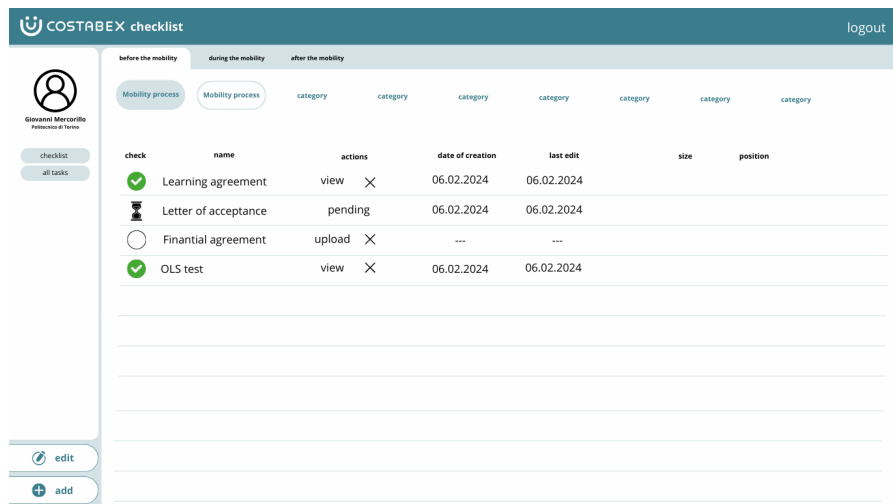 COSTABEX checklist
logout
before the mobility during the mobility after the mobility
Giovanni Mercorillo
Politecnico di Torino
checklist
all tasks
Mobility process Mobility process category category category category category category category
check name actions date of creation last edit size position
Learning agreement view 06.02.2024 06.02.2024
Letter of acceptance pending 06.02.2024 06.02.2024
Finantial agreement upload --- ---
OLS test view 06.02.2024 06.02.2024
edit
add